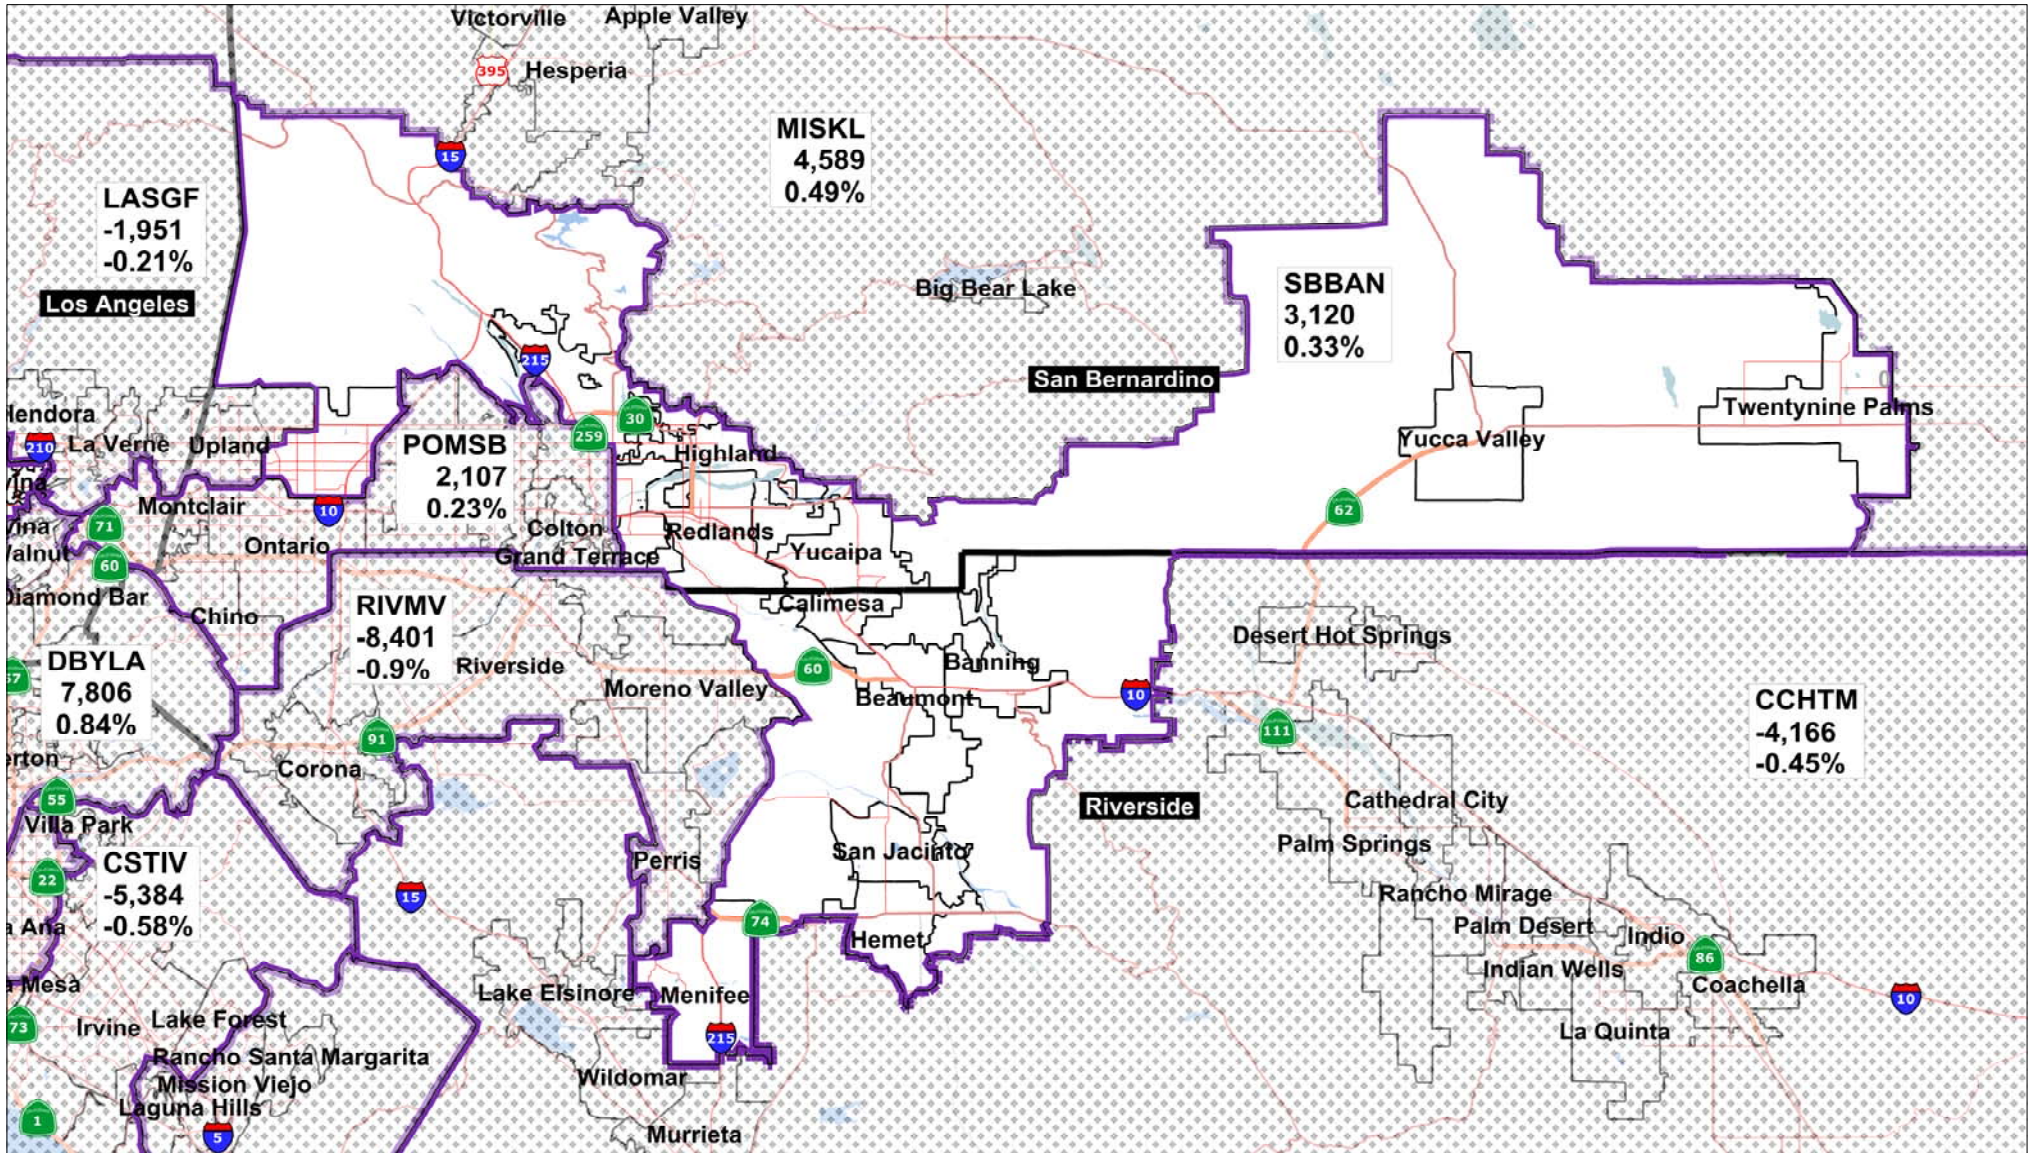 Victorville
Apple Valley
395
Hesperia
MISKL
4,589
0.49%
15
LASGF
-1,951
-0.21%
Los Angeles
Big Bear Lake
SBBAN
3,120
0.33%
215
San Bernardino
Hendora
210
La Verne
Upland
POMSB
2,107
0.23%
259
30
Highland
Twentynine Palms
Yucca Valley
vina
Montclair
10
62
71
Colton
Redlands
vina
Walnut
Ontario
Grand Terrace
Yucaipa
60
Diamond Bar
Chino
RIVMV
-8,401
-0.9%
Calimesa
Desert Hot Springs
DBYLA
7,806
0.84%
57
Riverside
Moreno Valley
60
Banning
Beaumont
10
CCHTM
-4,166
-0.45%
111
91
erton
Corona
55
Riverside
Cathedral City
Villa Park
Palm Springs
CSTIV
-5,384
-0.58%
22
Perris
San Jacinto
15
Rancho Mirage
a Ana
74
Hemet
Palm Desert
Indio
86
a Mesa
Lake Elsinore
Menifee
Indian Wells
Coachella
10
73
Irvine
Lake Forest
215
La Quinta
Rancho Santa Margarita
Mission Viejo
Wildomar
Laguna Hills
1
5
Murrieta